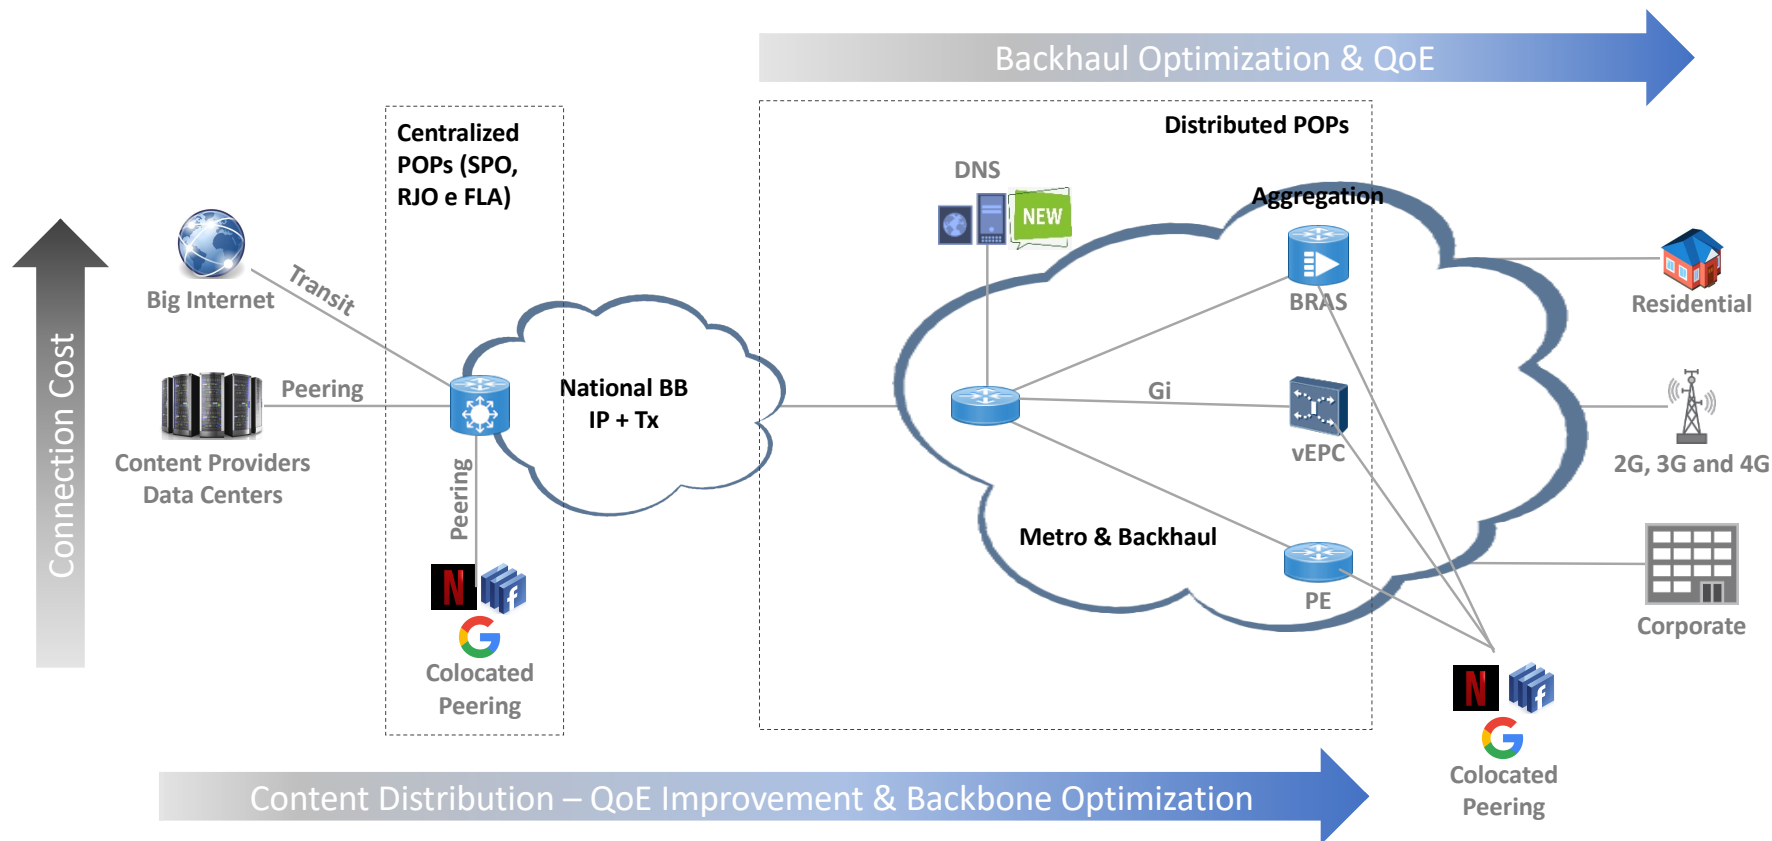 Backhaul Optimization & QoE
Centralized
POPs (SPO,
RJO e FLA)
Distributed POPs
DNS
NEW
Aggregation
Big Internet
Transit
BRAS
Residential
Connection Cost
Peering
National BB
IP + Tx
Gi
Content Providers
Data Centers
Peering
vEPC
2G, 3G and 4G
Metro & Backhaul
N
f
G
PE
Corporate
Colocated
Peering
N
f
G
Colocated
Peering
Content Distribution – QoE Improvement & Backbone Optimization